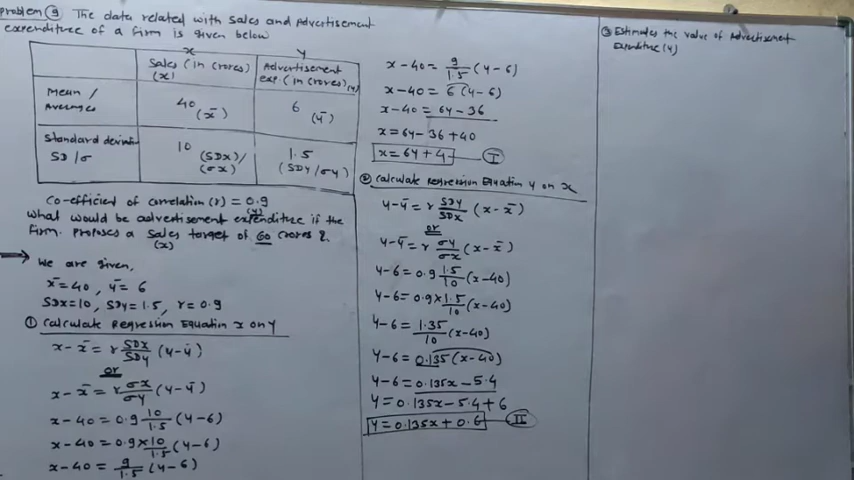 problem 9 The data related with sales and Advertisement
expenditure of a firm is given below
x y
Sales (in crores) (x) Advertisement exp. (in crores) (y)
Mean / Averages 40 (x̄) 6 (ȳ)
Standard deviation SD/σ 10 (SDx)/(σx) 1.5 (SDy/σy)
Co-efficient of correlation (r) = 0.9
(y)
What would be advertisement expenditure if the
firm proposes a sales target of 60 crores ₹.
(x)
We are given,
x̄=40, ȳ=6
SDx=10, SDy=1.5, r=0.9
① Calculate Regression Equation x on y
x-x̄ = r SDx/SDy (y-ȳ)
or
x-x̄ = r σx/σy (y-ȳ)
x-40 = 0.9 10/1.5 (y-6)
x-40 = 0.9×10/1.5 (y-6)
x-40 = 9/1.5 (y-6)
x-40 = 9/1.5 (y-6)
x-40 = 6(y-6)
x-40 = 6y-36
x=6y-36+40
x=6y+4 I
② Calculate Regression Equation y on x
y-ȳ = r SDy/SDx (x-x̄)
or
y-ȳ = r σy/σx (x-x̄)
y-6 = 0.9 1.5/10 (x-40)
y-6 = 0.9×1.5/10 (x-40)
y-6 = 1.35/10 (x-40)
y-6 = 0.135(x-40)
y-6 = 0.135x-5.4
y = 0.135x-5.4+6
y = 0.135x+0.6 II
③ Estimates the value of Advertisement
Expenditure (y)